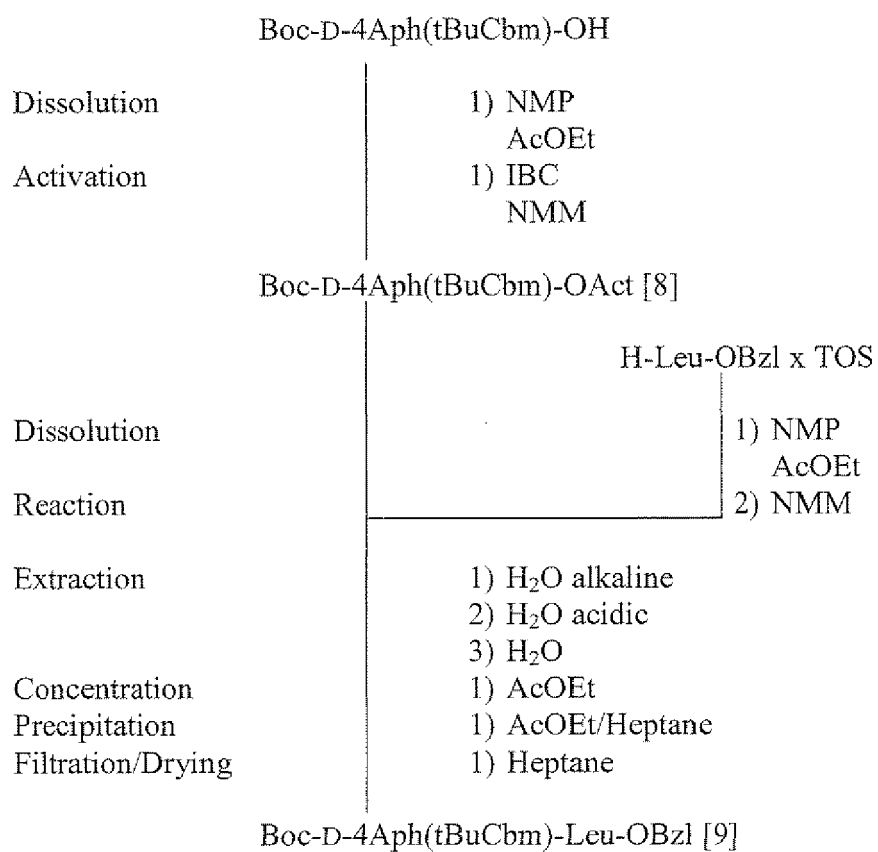 Boc-D-4Aph(tBuCbm)-OH
Dissolution 1) NMP
AcOEt
Activation 1) IBC
NMM
Boc-D-4Aph(tBuCbm)-OAct [8]
H-Leu-OBzl x TOS
Dissolution 1) NMP
AcOEt
Reaction 2) NMM
Extraction 1) H₂O alkaline
2) H₂O acidic
3) H₂O
Concentration 1) AcOEt
Precipitation 1) AcOEt/Heptane
Filtration/Drying 1) Heptane
Boc-D-4Aph(tBuCbm)-Leu-OBzl [9]